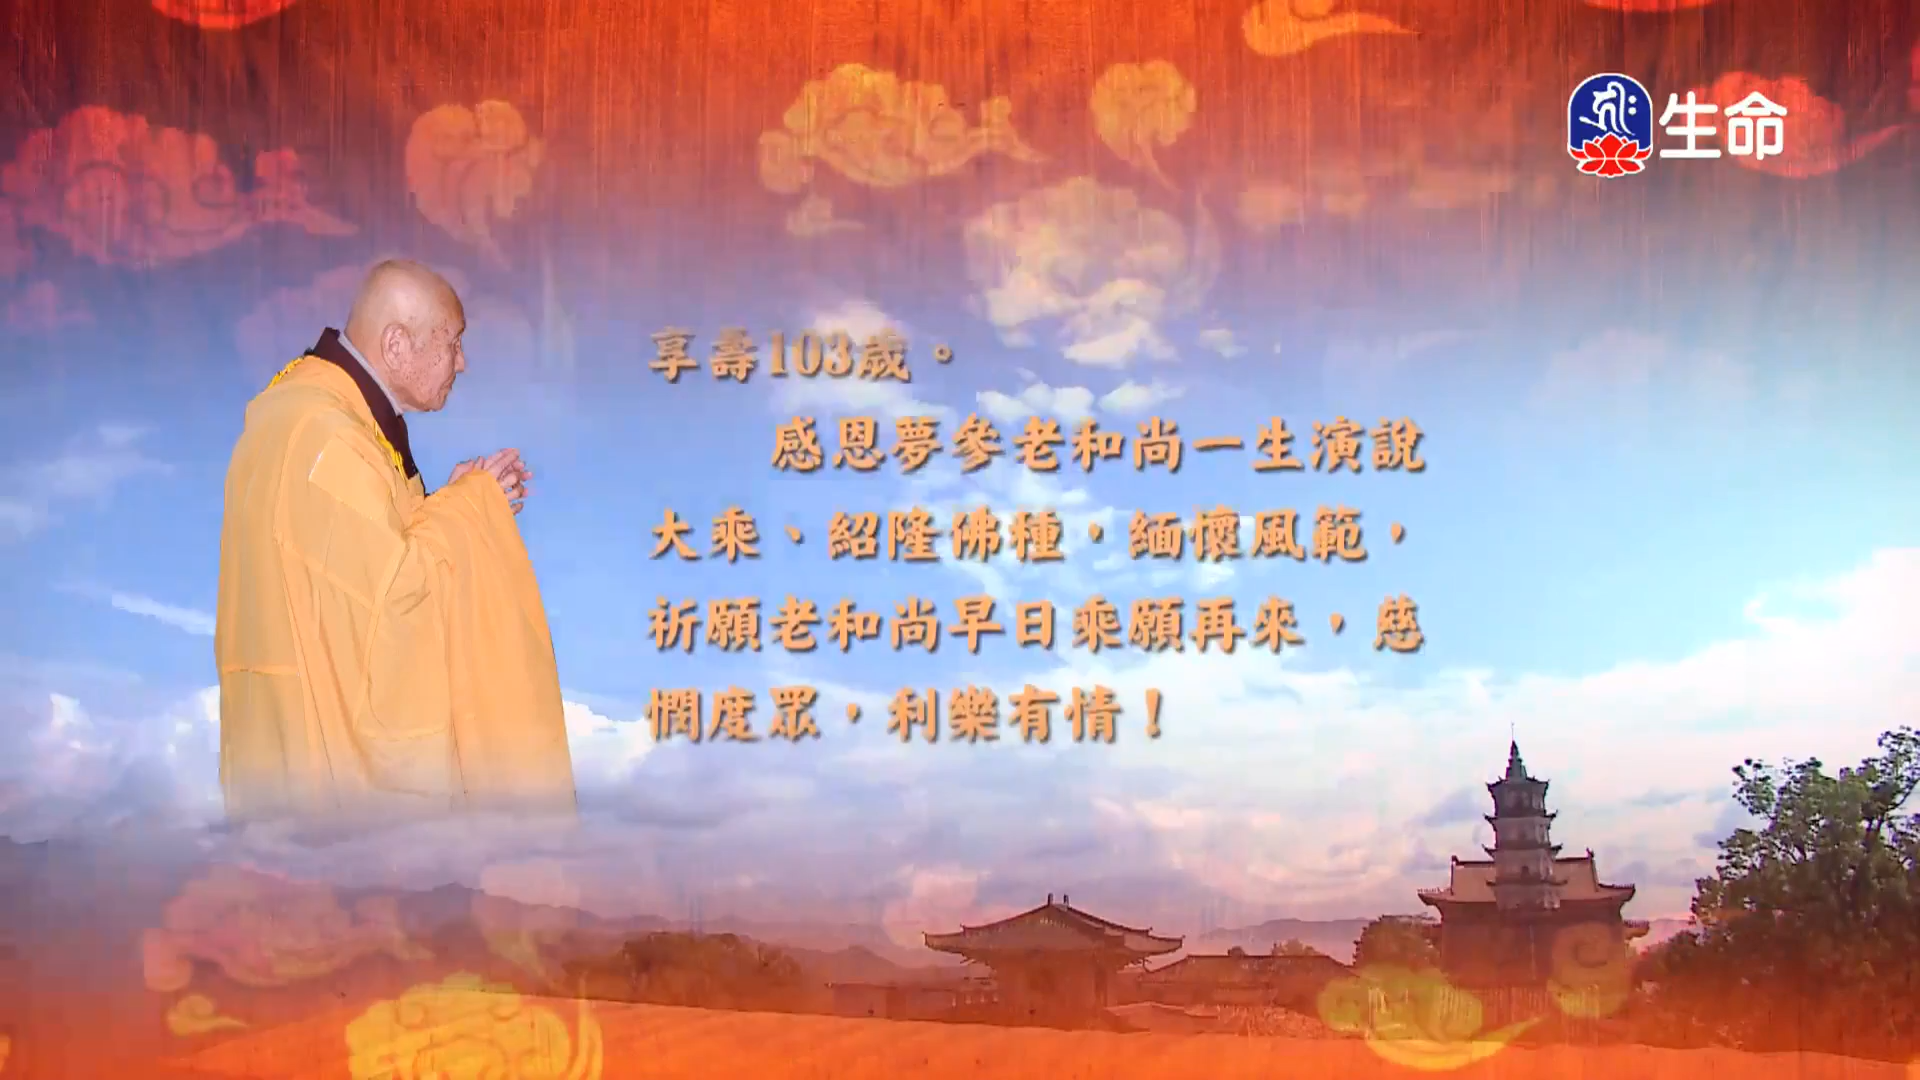 生命
享壽103歲。
感恩夢參老和尚一生演說
大乘、紹隆佛種，緬懷風範，
祈願老和尚早日乘願再來，慈
憫度眾，利樂有情！